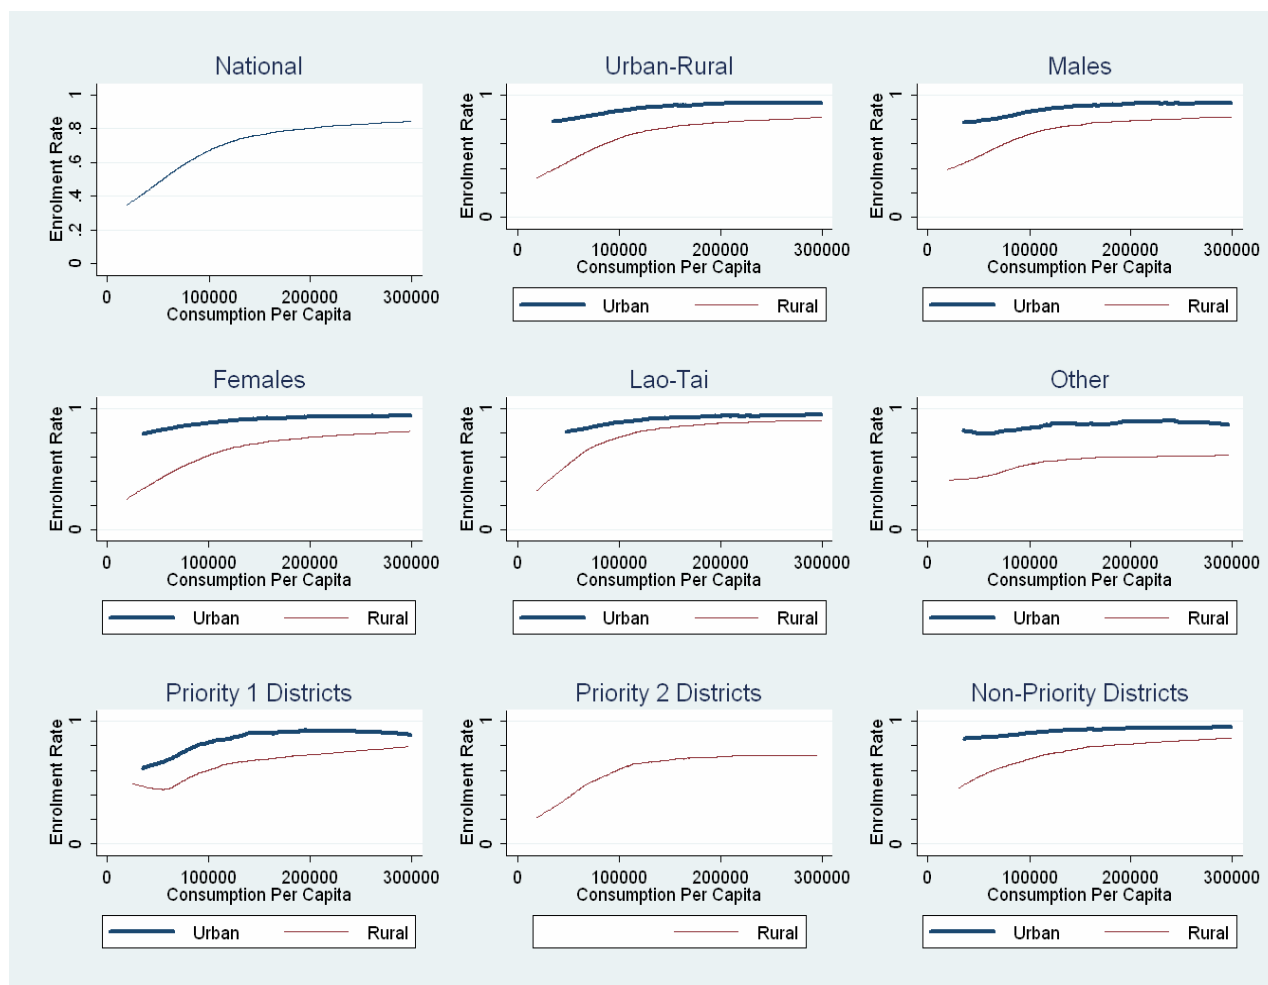 National
Enrolment Rate
0 .2 .4 .6 .8 1
0 100000 200000 300000
Consumption Per Capita
Urban-Rural
Enrolment Rate
0 1
0 100000 200000 300000
Consumption Per Capita
Urban Rural
Males
Enrolment Rate
0 1
0 100000 200000 300000
Consumption Per Capita
Urban Rural
Females
Enrolment Rate
0 1
0 100000 200000 300000
Consumption Per Capita
Urban Rural
Lao-Tai
Enrolment Rate
0 1
0 100000 200000 300000
Consumption Per Capita
Urban Rural
Other
Enrolment Rate
0 1
0 100000 200000 300000
Consumption Per Capita
Urban Rural
Priority 1 Districts
Enrolment Rate
0 1
0 100000 200000 300000
Consumption Per Capita
Urban Rural
Priority 2 Districts
Enrolment Rate
0 1
0 100000 200000 300000
Consumption Per Capita
Rural
Non-Priority Districts
Enrolment Rate
0 1
0 100000 200000 300000
Consumption Per Capita
Urban Rural